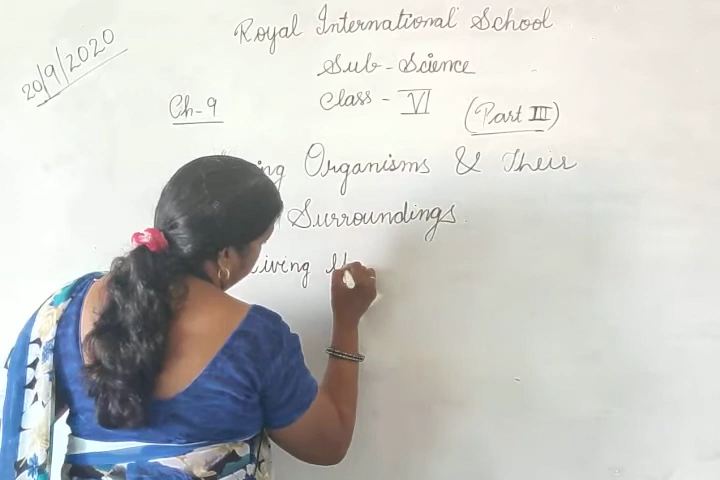 20/9/2020
Royal International School
Sub - Science
Class - VI
Ch-9
(Part III)
Organisms & Their
Surroundings.